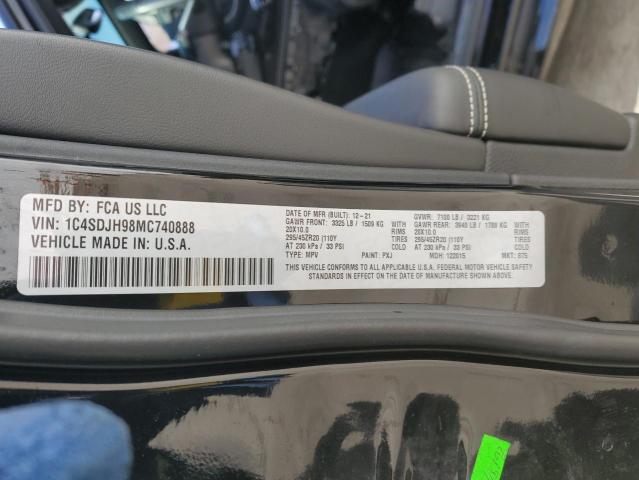 MFD BY: FCA US LLC
VIN: 1C4SDJH98MC740888
VEHICLE MADE IN: U.S.A.
DATE OF MFR (BUILT): 12-21
GAWR FRONT: 3325 LB / 1509 KG WITH
20X10.0 RIMS
295/45ZR20 (110Y TIRES
AT 230 kPa / 33 PSI COLD
TYPE: MPV PAINT: PXJ
GVWR: 7100 LB / 3221 KG
GAWR REAR: 3940 LB / 1788 KG WITH
20X10.0 RIMS
295/45ZR20 (110Y TIRES
AT 230 kPa / 33 PSI COLD
MDH: 122015 MKT: 875
THIS VEHICLE CONFORMS TO ALL APPLICABLE U.S.A. FEDERAL MOTOR VEHICLE SAFETY
STANDARDS IN EFFECT ON THE DATE OF MANUFACTURE SHOWN ABOVE.